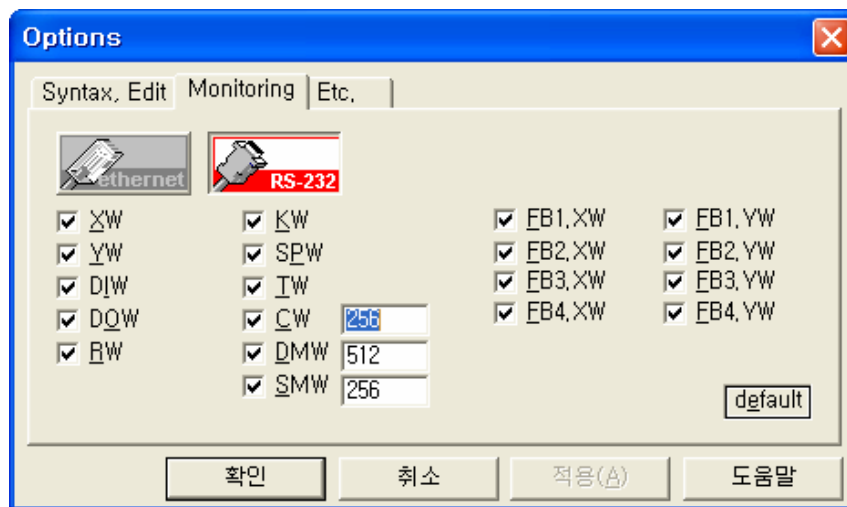 Options
Syntax, Edit Monitoring Etc,
ethernet RS-232
XW KW FB1,XW FB1,YW
YW SPW FB2,XW FB2,YW
DIW TW FB3,XW FB3,YW
DOW CW 256 FB4,XW FB4,YW
RW DMW 512
SMW 256
default
확인 취소 적용(A) 도움말